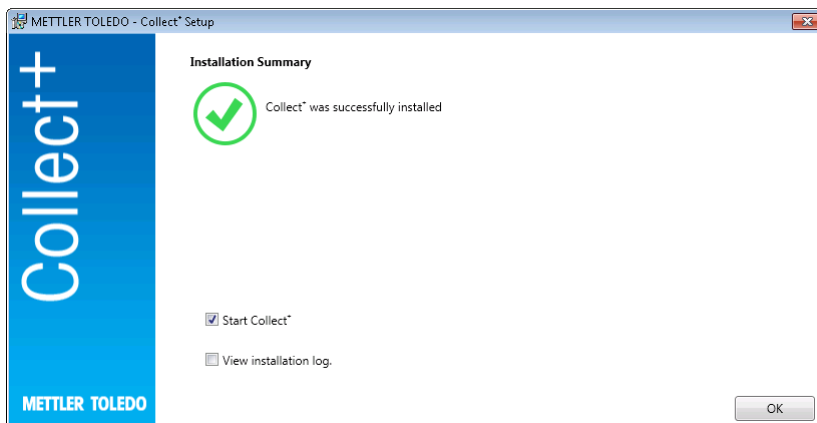 METTLER TOLEDO - Collect⁺ Setup
Collect+
Installation Summary
Collect⁺ was successfully installed
Start Collect⁺
View installation log.
METTLER TOLEDO
OK